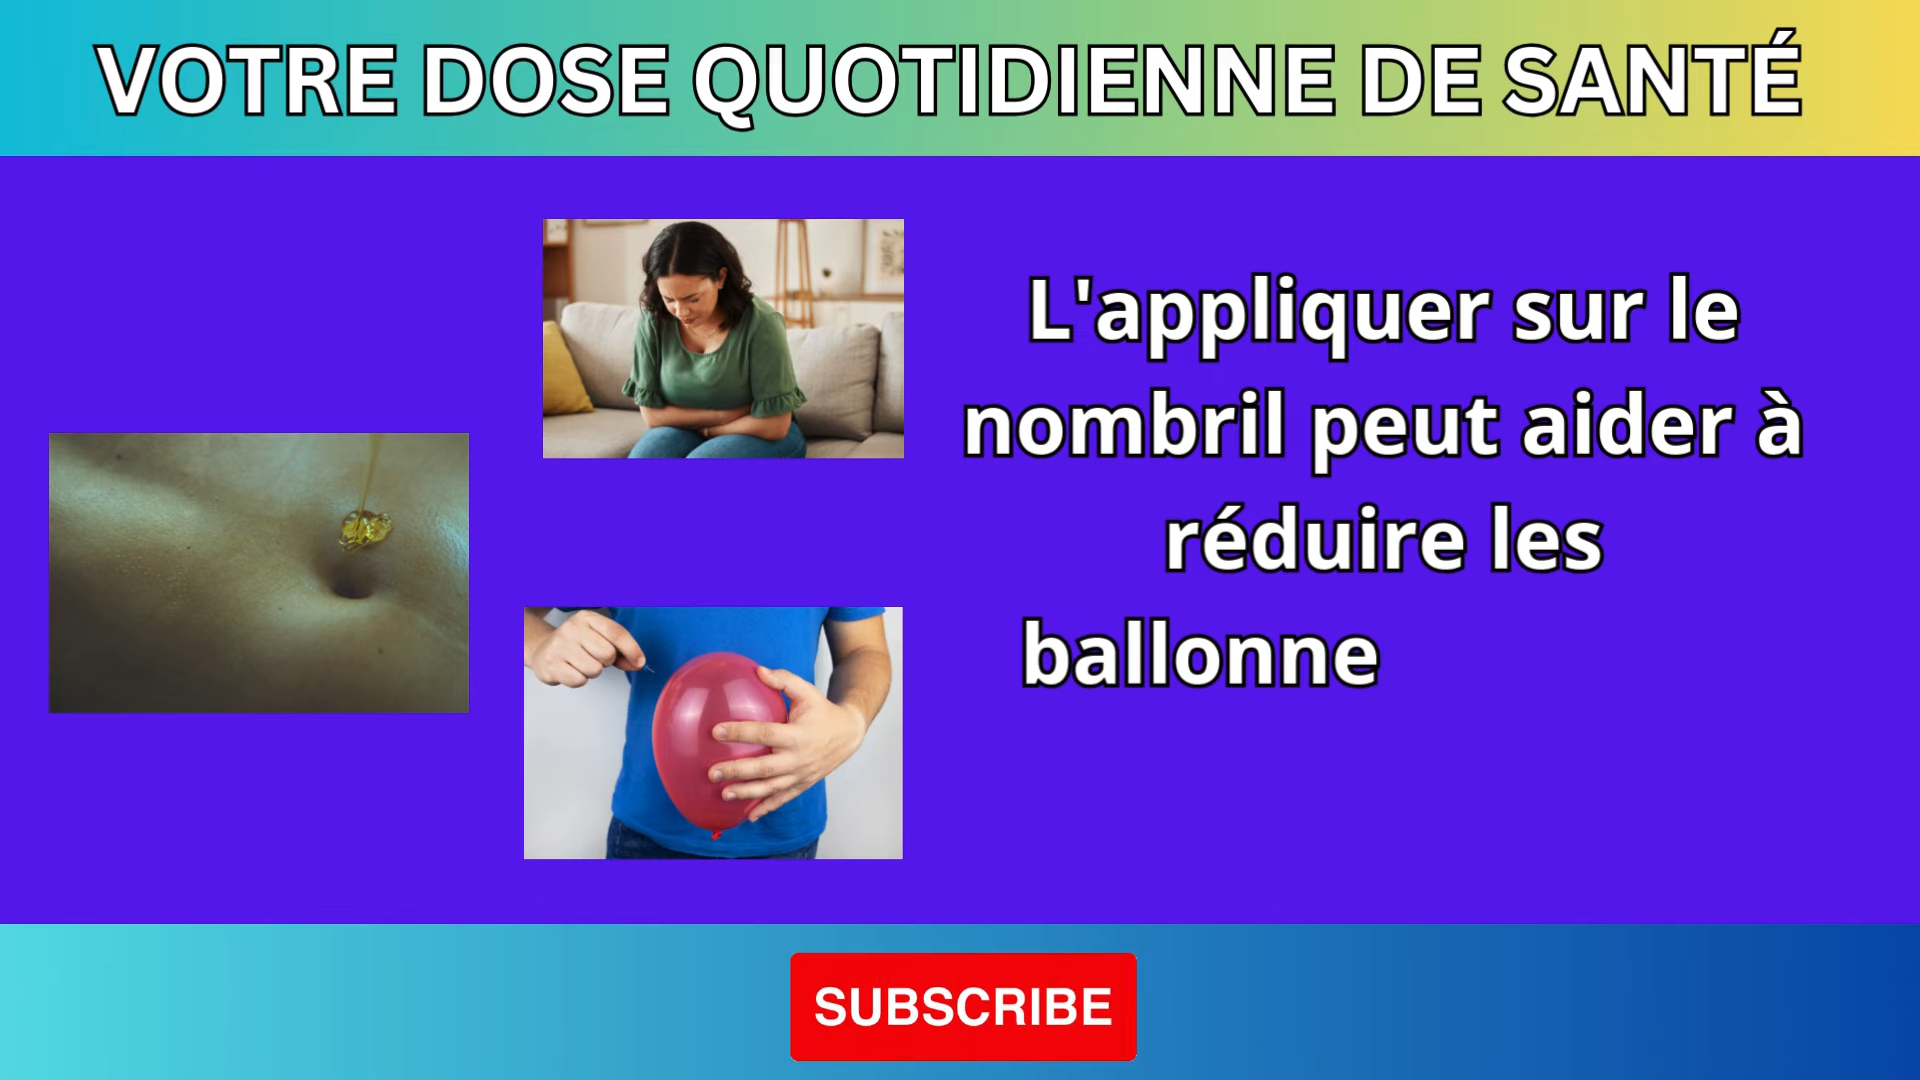 VOTRE DOSE QUOTIDIENNE DE SANTÉ
L'appliquer sur le
nombril peut aider à
réduire les
ballonne
SUBSCRIBE